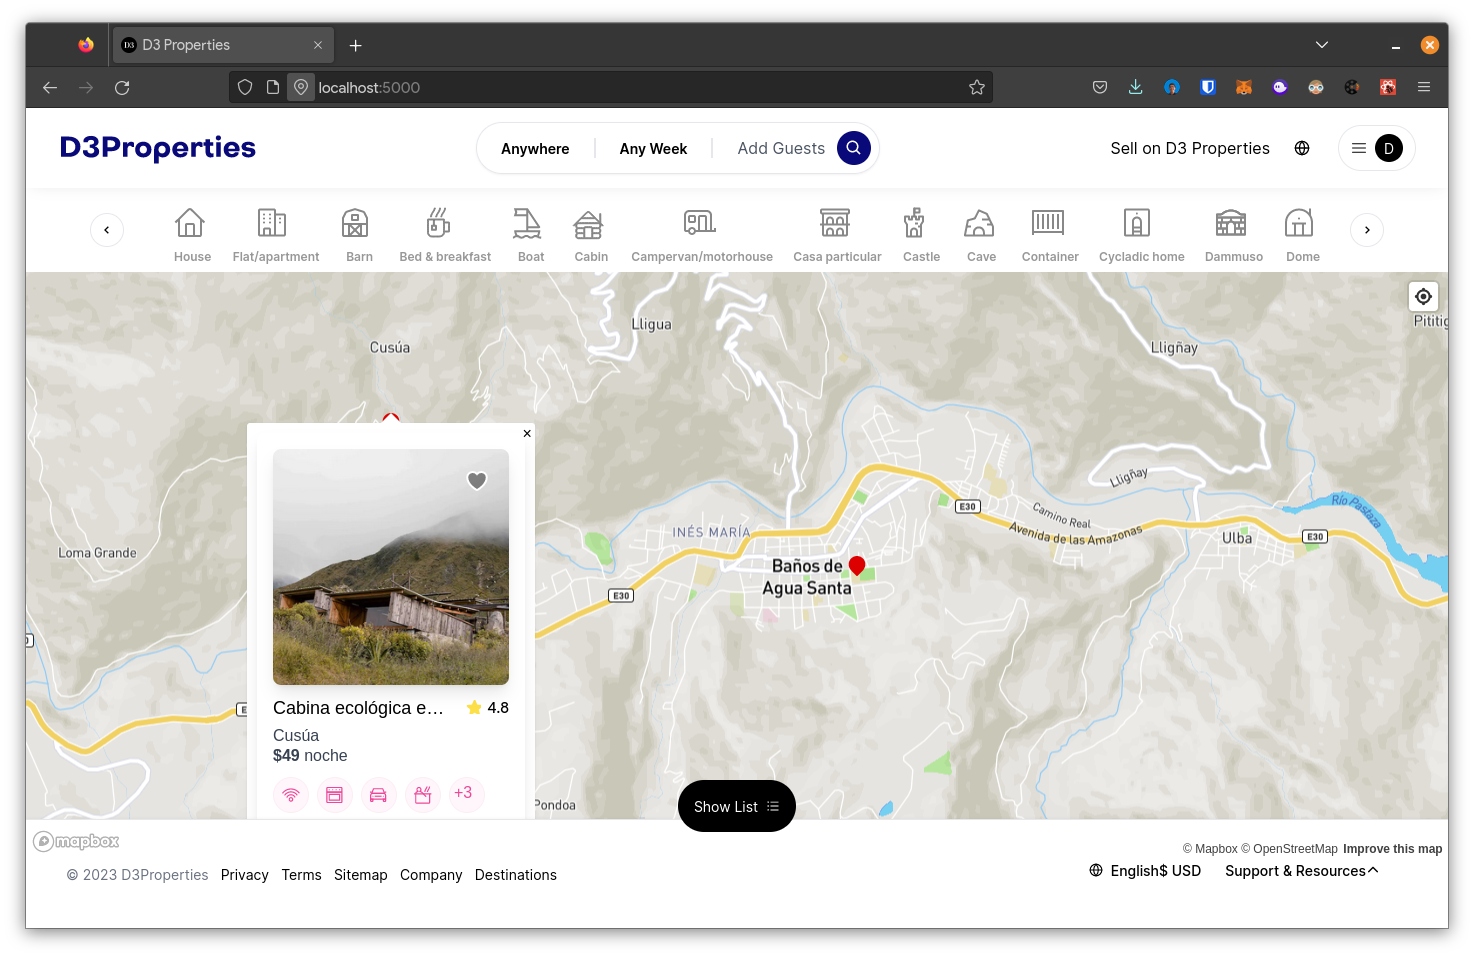 D3 D3 Properties
localhost:5000
D3Properties
Anywhere
Any Week
Add Guests
Sell on D3 Properties
D
House
Flat/apartment
Barn
Bed & breakfast
Boat
Cabin
Campervan/motorhouse
Casa particular
Castle
Cave
Container
Cycladic home
Dammuso
Dome
Lligua
Cusúa
Lligñay
Pititig
Lligñay
E30
Camino Real
Río Pastaza
INÉS MARÍA
Avenida de las Amazonas
Ulba
E30
Loma Grande
Baños de
Agua Santa
E30
0
E
Cabina ecológica e…
4.8
Cusúa
$49 noche
+3
Pondoa
Show List
mapbox
© Mapbox © OpenStreetMap Improve this map
© 2023 D3Properties Privacy Terms Sitemap Company Destinations
English$ USD
Support & Resources